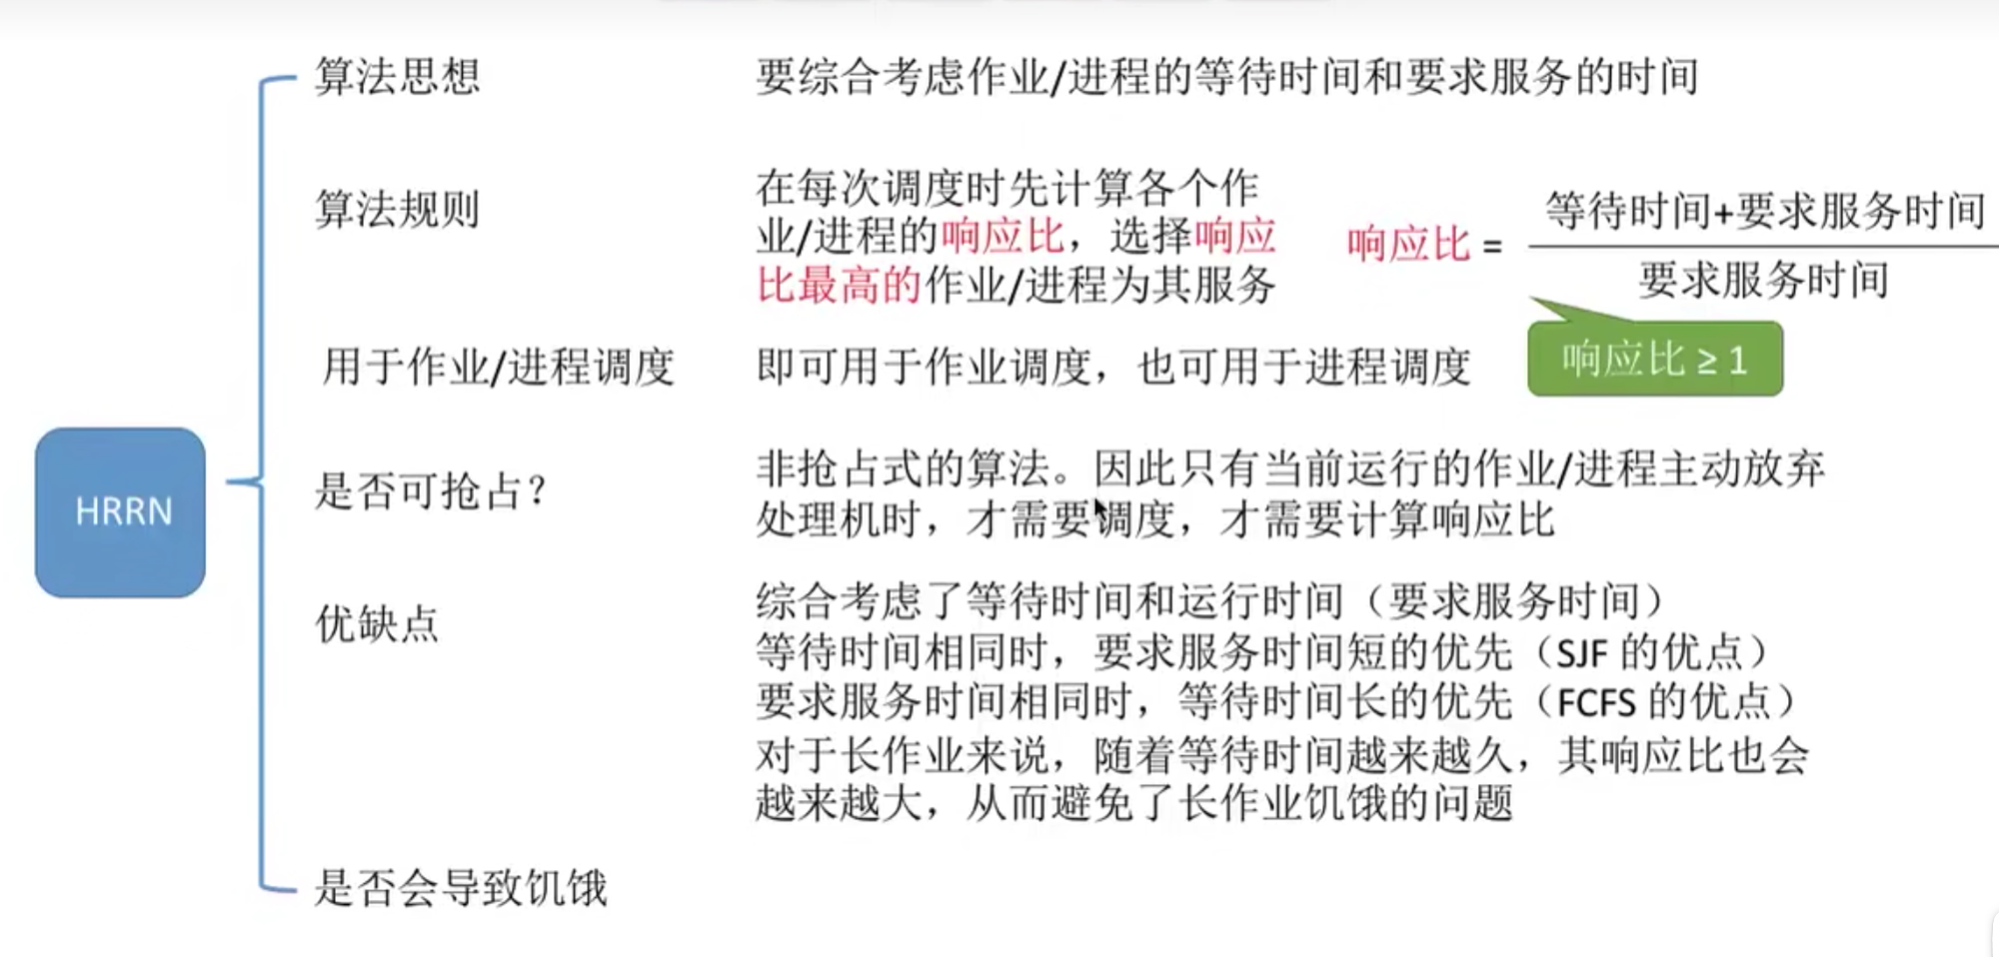 算法思想
要综合考虑作业/进程的等待时间和要求服务的时间
算法规则
在每次调度时先计算各个作
业/进程的响应比，选择响应
比最高的作业/进程为其服务
响应比 =
等待时间+要求服务时间
要求服务时间
响应比 ≥ 1
用于作业/进程调度
即可用于作业调度，也可用于进程调度
HRRN
是否可抢占？
非抢占式的算法。因此只有当前运行的作业/进程主动放弃
处理机时，才需要调度，才需要计算响应比
优缺点
综合考虑了等待时间和运行时间（要求服务时间）
等待时间相同时，要求服务时间短的优先（SJF 的优点）
要求服务时间相同时，等待时间长的优先（FCFS 的优点）
对于长作业来说，随着等待时间越来越久，其响应比也会
越来越大，从而避免了长作业饥饿的问题
是否会导致饥饿